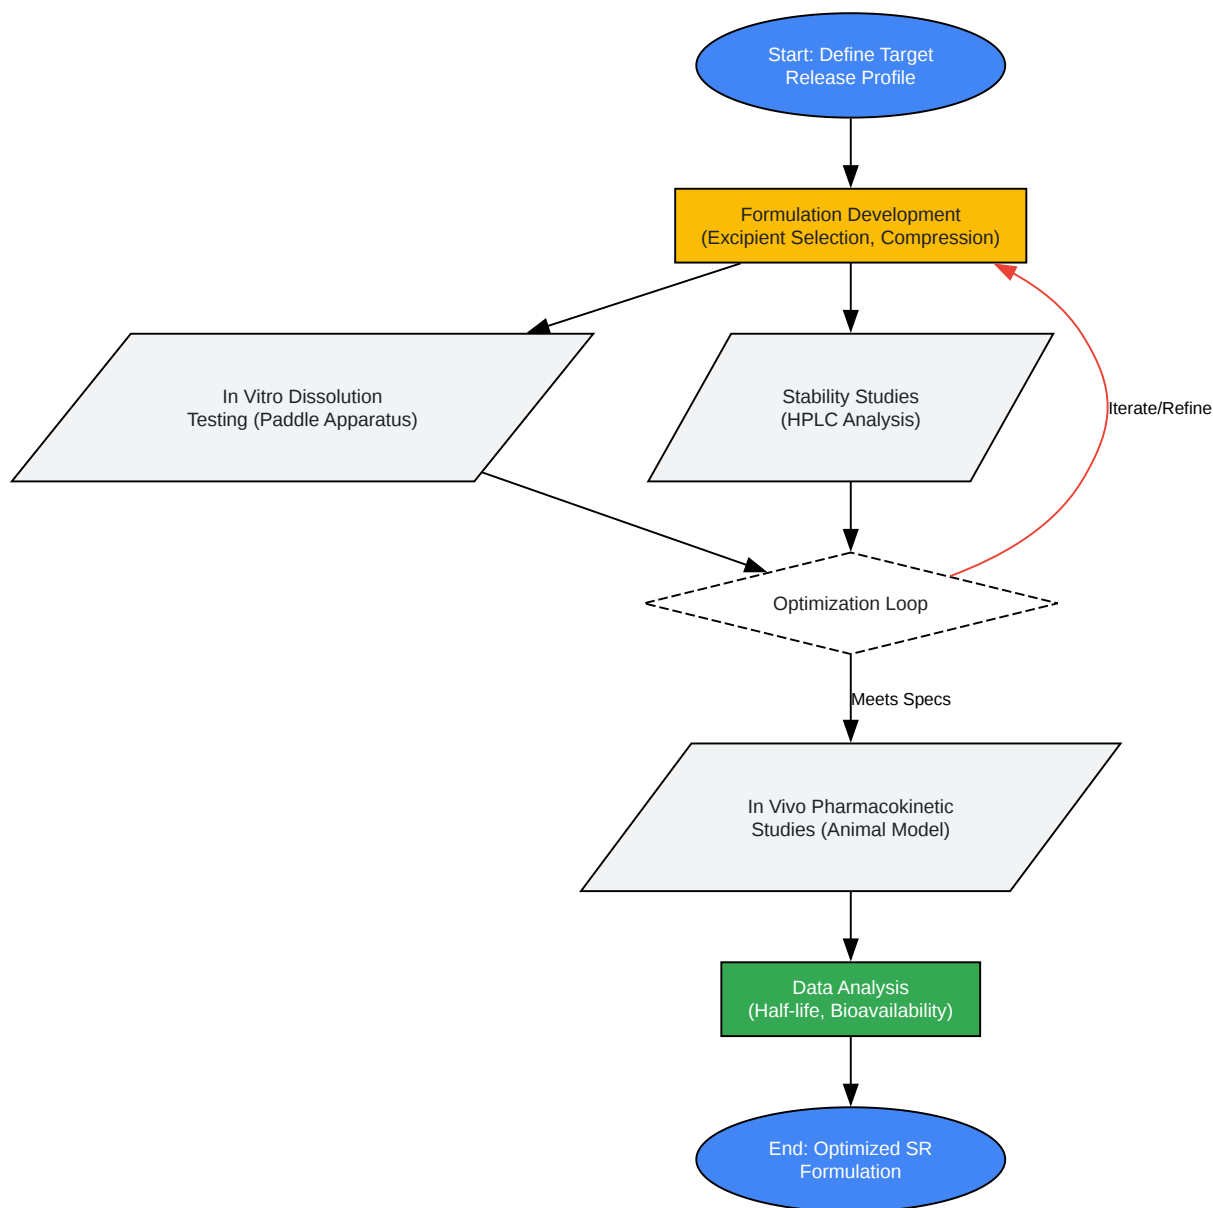 Start: Define Target
Release Profile
Formulation Development
(Excipient Selection, Compression)
In Vitro Dissolution
Testing (Paddle Apparatus)
Stability Studies
(HPLC Analysis)
Iterate/Refine
Optimization Loop
Meets Specs
In Vivo Pharmacokinetic
Studies (Animal Model)
Data Analysis
(Half-life, Bioavailability)
End: Optimized SR
Formulation